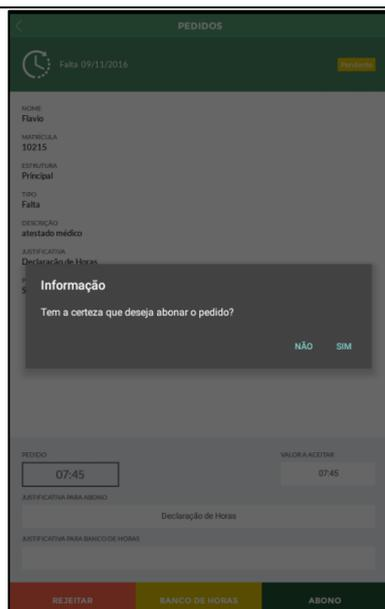 PEDIDOS
Falta 09/11/2016
Pendente
NOME
Flavio
MATRÍCULA
10215
ESTRUTURA
Principal
TIPO
Falta
DESCRIÇÃO
atestado médico
JUSTIFICATIVA
Declaração de Horas
Informação
Tem a certeza que deseja abonar o pedido?
NÃO SIM
PEDIDO VALOR A ACEITAR
07:45 07:45
JUSTIFICATIVA PARA ABONO
Declaração de Horas
JUSTIFICATIVA PARA BANCO DE HORAS
REJEITAR BANCO DE HORAS ABONO